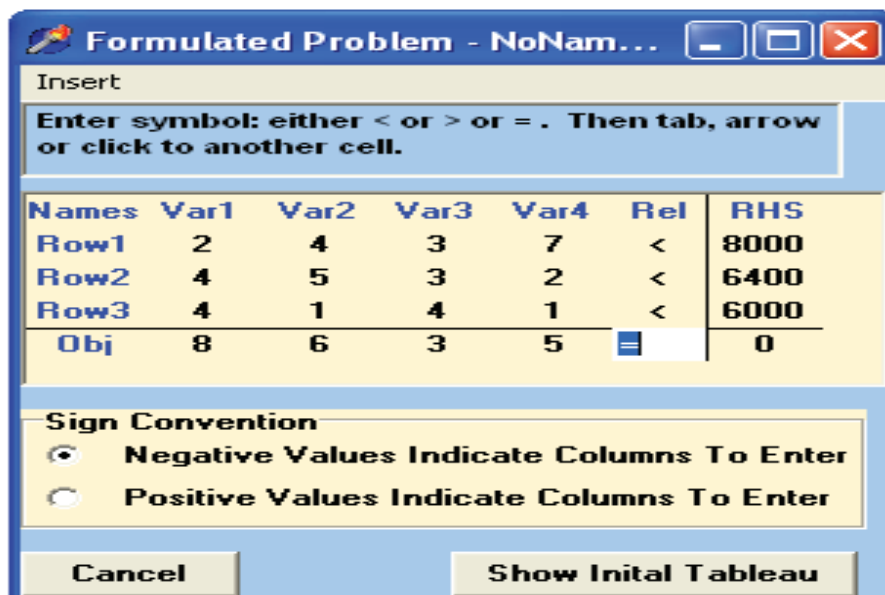 Formulated Problem - NoNam...
Insert
Enter symbol: either < or > or = . Then tab, arrow
or click to another cell.
Names Var1 Var2 Var3 Var4 Rel RHS
Row1 2 4 3 7 < 8000
Row2 4 5 3 2 < 6400
Row3 4 1 4 1 < 6000
Obj 8 6 3 5 = 0
Sign Convention
Negative Values Indicate Columns To Enter
Positive Values Indicate Columns To Enter
Cancel Show Inital Tableau